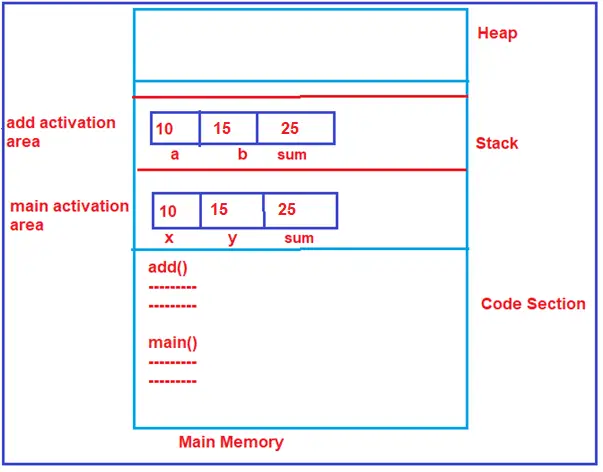 Heap
add activation
area
10 15 25
a b sum
Stack
main activation
area
10 15 25
x y sum
add()
---------
---------
Code Section
main()
---------
---------
Main Memory